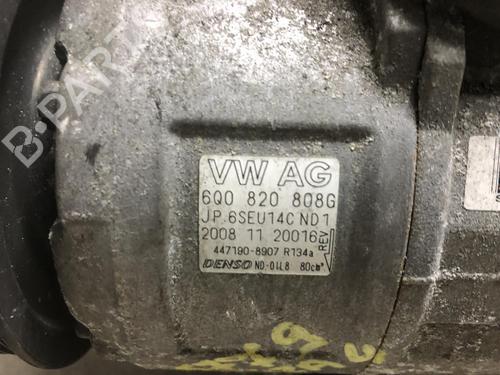 VW AG
6Q0 820 808G
JP.6SEU14C ND1
2008 11 20016
REV
447190-8907 R134a
DENSO ND-OIL8 80cm³
B-PARTS